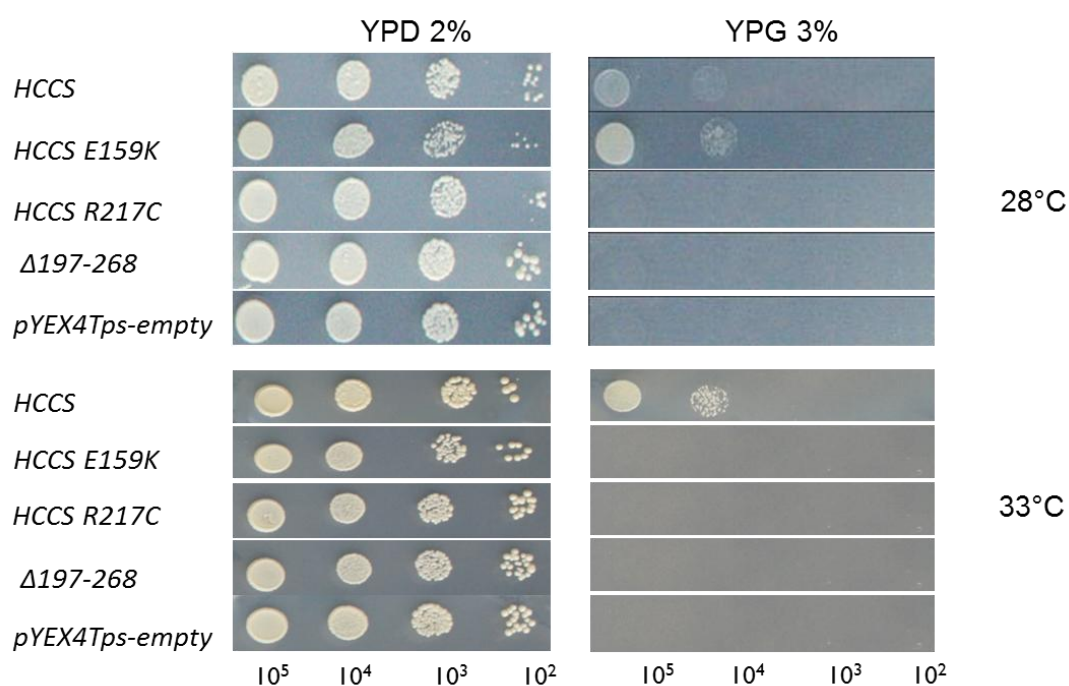 YPD 2% YPG 3%
HCCS
HCCS E159K
HCCS R217C
Δ197-268
pYEX4Tps-empty
28°C
HCCS
HCCS E159K
HCCS R217C
Δ197-268
pYEX4Tps-empty
33°C
10⁵ 10⁴ 10³ 10² 10⁵ 10⁴ 10³ 10²